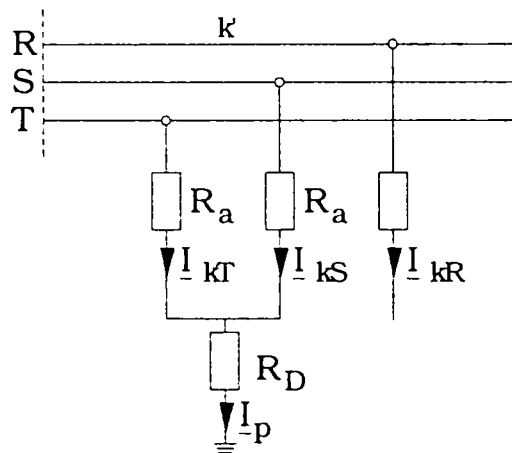 k'
R
S
T
R_a R_a
I_kT I_kS I_kR
R_D
I_p